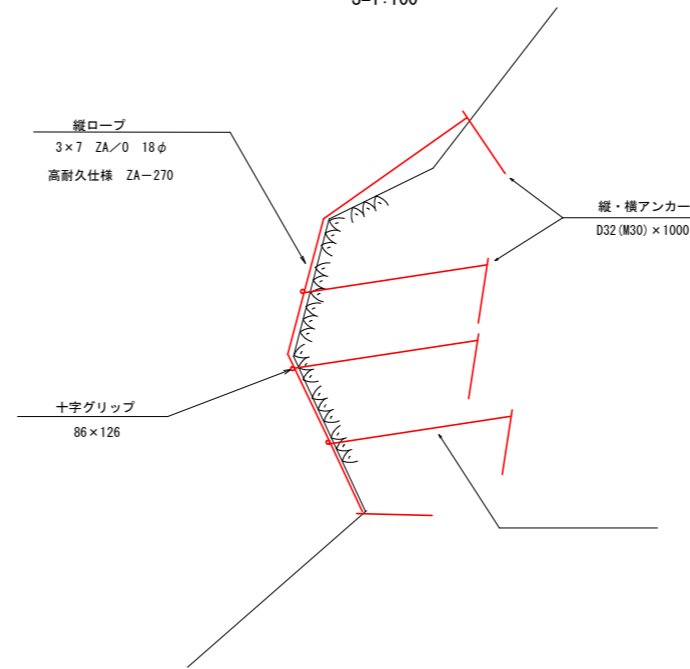 縦ロープ
3×7 ZA/0 18φ
高耐久仕様 ZA-270
縦・横アンカー
D32(M30)×1000
十字グリップ
86×126